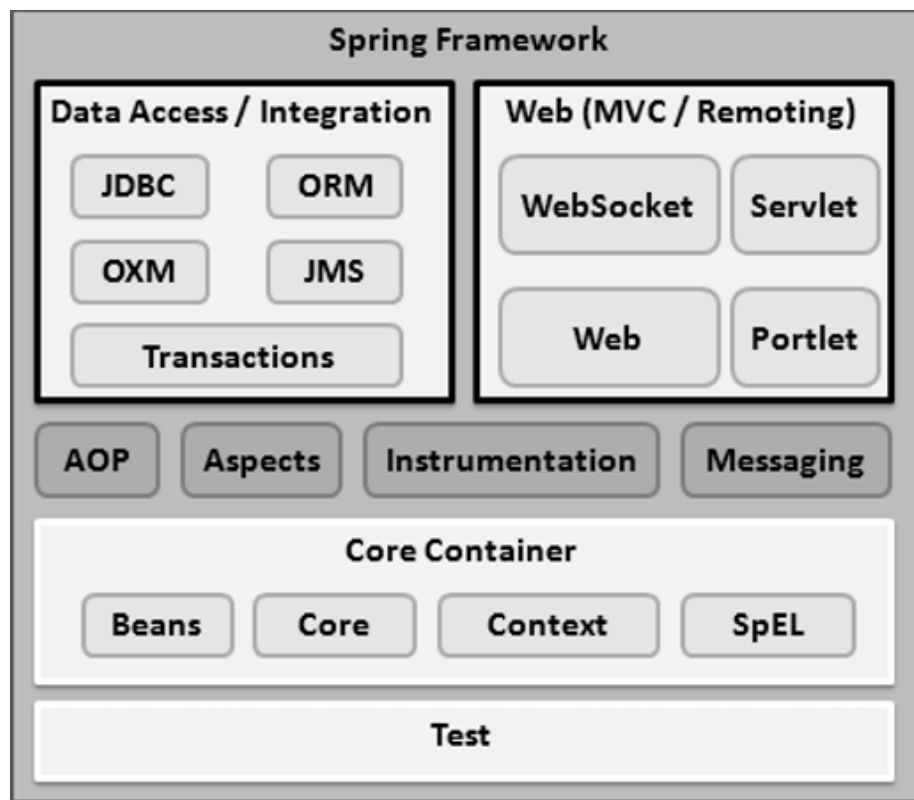 Spring Framework
Data Access / Integration
JDBC
ORM
OXM
JMS
Transactions
Web (MVC / Remoting)
WebSocket
Servlet
Web
Portlet
AOP
Aspects
Instrumentation
Messaging
Core Container
Beans
Core
Context
SpEL
Test